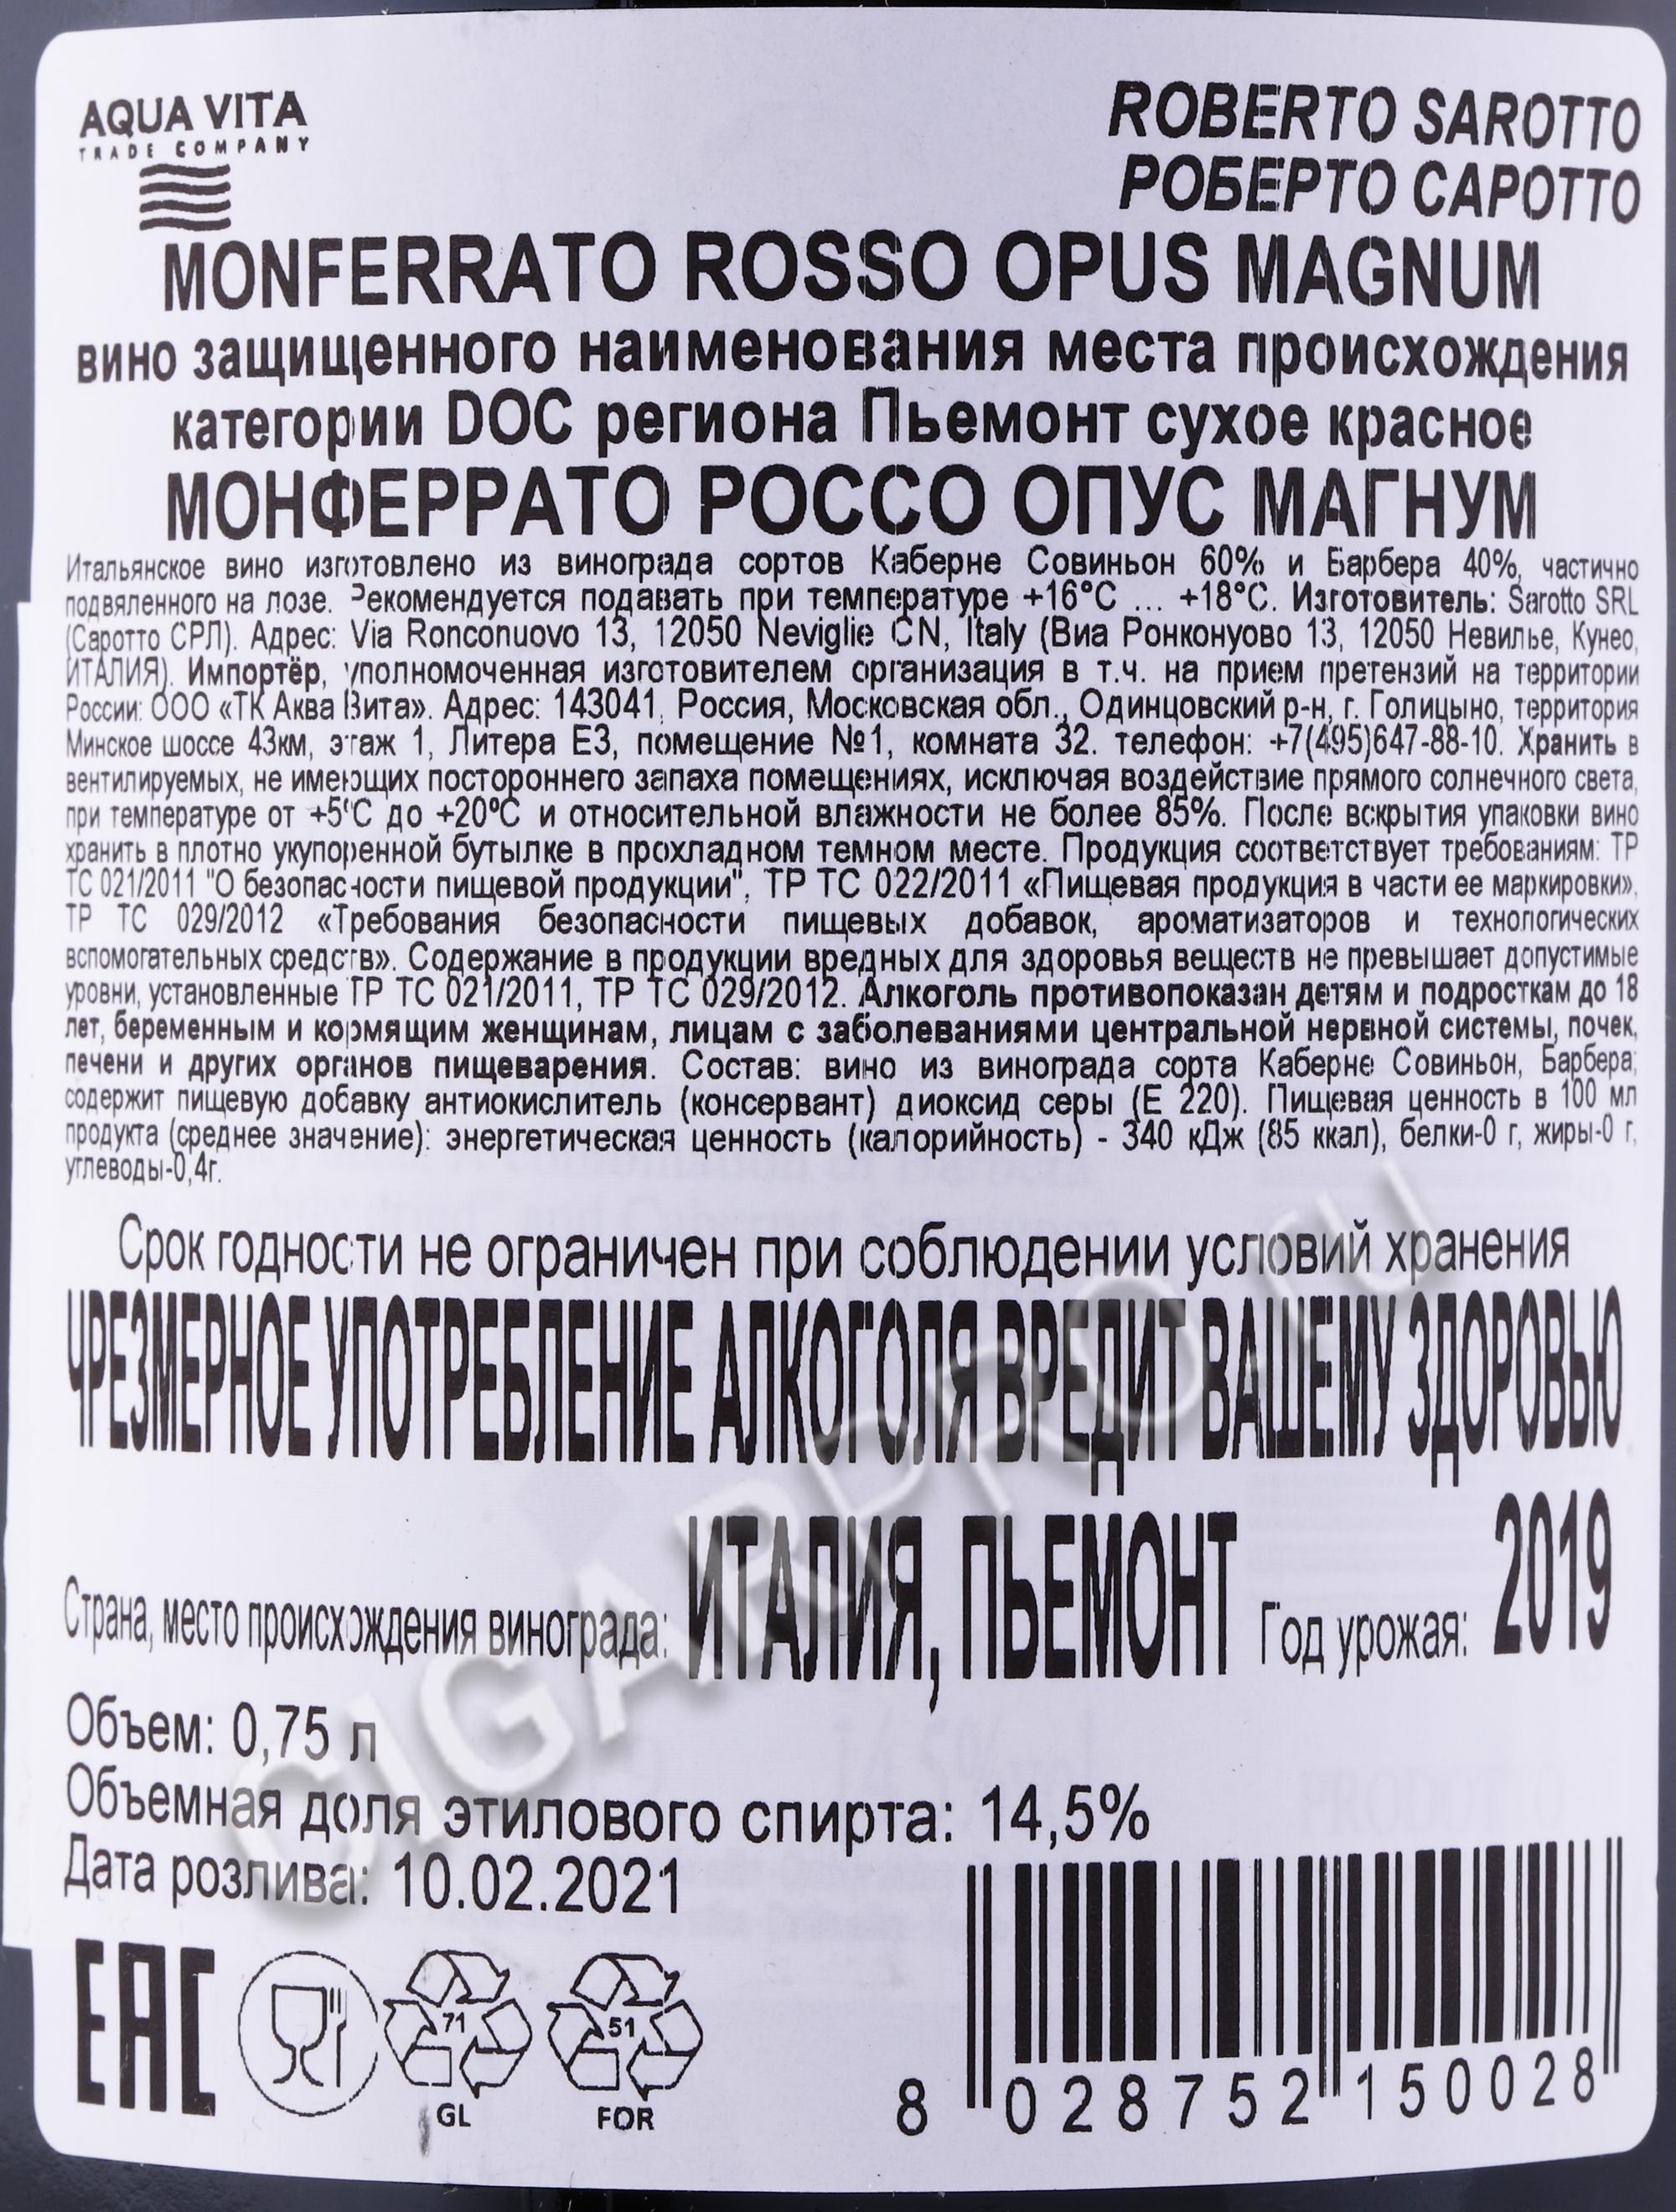 AQUA VITA
TRADE COMPANY
ROBERTO SAROTTO
РОБЕРТО САРОТТО
MONFERRATO ROSSO OPUS MAGNUM
вино защищенного наименования места происхождения
категории DOC региона Пьемонт сухое красное
МОНФЕРРАТО РОССО ОПУС МАГНУМ
Итальянское вино изготовлено из винограда сортов Каберне Совиньон 60% и Барбера 40%, частично
подвяленного на лозе. Рекомендуется подавать при температуре +16°С ... +18°С. Изготовитель: Sarotto SRL
(Саротто СРЛ). Адрес: Via Ronconuovo 13, 12050 Neviglie CN, Italy (Виа Ронконуово 13, 12050 Невилье, Кунео,
ИТАЛИЯ). Импортёр, уполномоченная изготовителем организация в т.ч. на прием претензий на территории
России: ООО «ТК Аква Вита». Адрес: 143041, Россия, Московская обл., Одинцовский р-н, г. Голицыно, территория
Минское шоссе 43км, этаж 1, Литера Е3, помещение №1, комната 32. телефон: +7(495)647-88-10. Хранить в
вентилируемых, не имеющих постороннего запаха помещениях, исключая воздействие прямого солнечного света,
при температуре от +5°С до +20°С и относительной влажности не более 85%. После вскрытия упаковки вино
хранить в плотно укупоренной бутылке в прохладном темном месте. Продукция соответствует требованиям: ТР
ТС 021/2011 "О безопасности пищевой продукции", ТР ТС 022/2011 «Пищевая продукция в части ее маркировки»,
ТР ТС 029/2012 «Требования безопасности пищевых добавок, ароматизаторов и технологических
вспомогательных средств». Содержание в продукции вредных для здоровья веществ не превышает допустимые
уровни, установленные ТР ТС 021/2011, ТР ТС 029/2012. Алкоголь противопоказан детям и подросткам до 18
лет, беременным и кормящим женщинам, лицам с заболеваниями центральной нервной системы, почек,
печени и других органов пищеварения. Состав: вино из винограда сорта Каберне Совиньон, Барбера;
содержит пищевую добавку антиокислитель (консервант) диоксид серы (Е 220). Пищевая ценность в 100 мл
продукта (среднее значение): энергетическая ценность (калорийность) - 340 кДж (85 ккал), белки-0 г, жиры-0 г,
углеводы-0,4г.
Срок годности не ограничен при соблюдении условий хранения
ЧРЕЗМЕРНОЕ УПОТРЕБЛЕНИЕ АЛКОГОЛЯ ВРЕДИТ ВАШЕМУ ЗДОРОВЬЮ
Страна, место происхождения винограда: ИТАЛИЯ, ПЬЕМОНТ Год урожая: 2019
Объем: 0,75 л
Объемная доля этилового спирта: 14,5%
Дата розлива: 10.02.2021
EAC
71
GL
51
FOR
8 028752 150028
CIGARPRO.ru